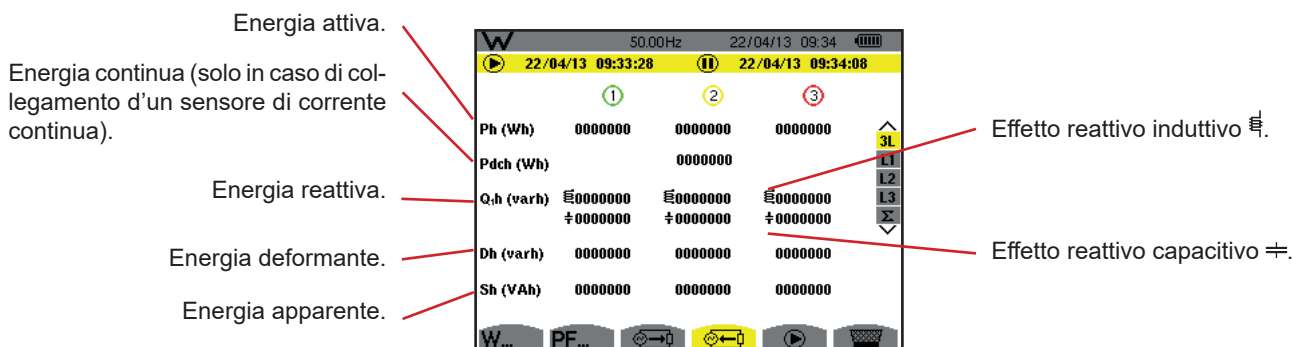 Energia attiva.
Energia continua (solo in caso di col-
legamento d'un sensore di corrente
continua).
Energia reattiva.
Energia deformante.
Energia apparente.
W 50.00Hz 22/04/13 09:34
22/04/13 09:33:28 22/04/13 09:34:08
1 2 3
Ph (Wh) 0000000 0000000 0000000
Pdch (Wh) 0000000
Q₁h (varh) 0000000 0000000 0000000
0000000 0000000 0000000
Dh (varh) 0000000 0000000 0000000
Sh (VAh) 0000000 0000000 0000000
3L
L1
L2
L3
Σ
W... PF...
Effetto reattivo induttivo .
Effetto reattivo capacitivo .